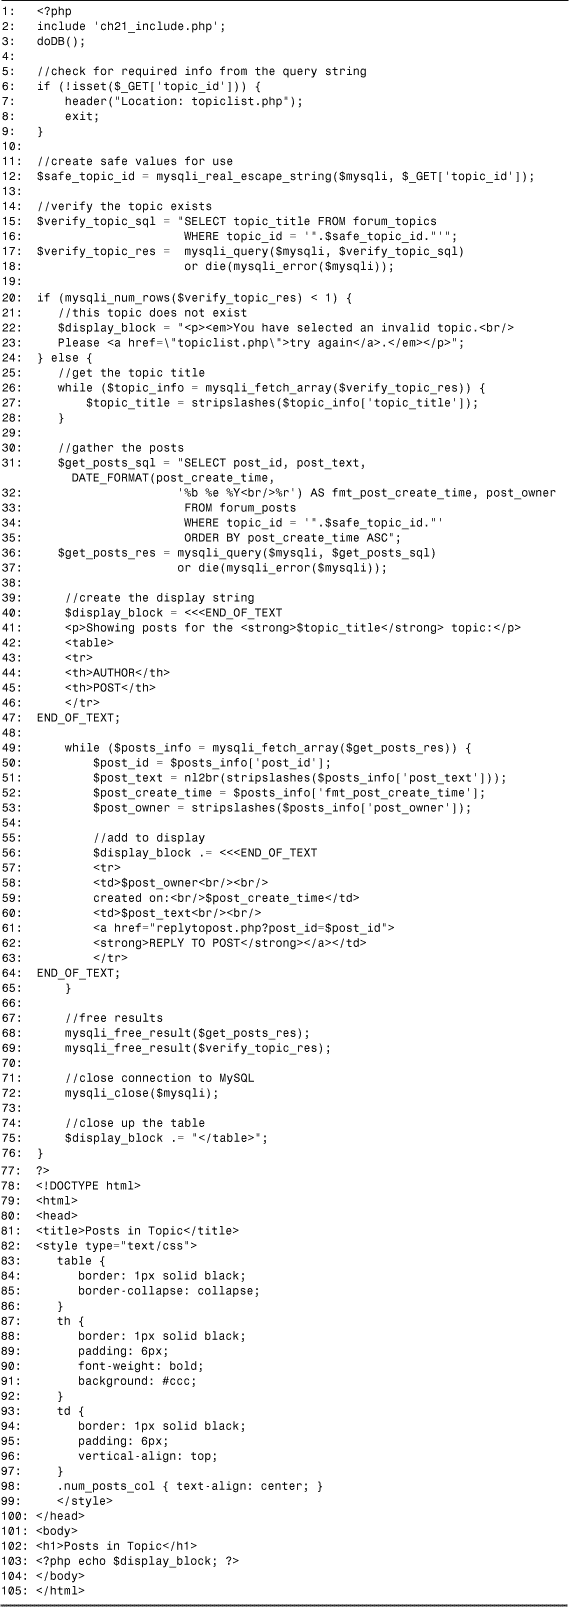 1: <?php
2: include 'ch21_include.php';
3: doDB();
4:
5: //check for required info from the query string
6: if (!isset($_GET['topic_id'])) {
7: header("Location: topiclist.php");
8: exit;
9: }
10:
11: //create safe values for use
12: $safe_topic_id = mysqli_real_escape_string($mysqli, $_GET['topic_id']);
13:
14: //verify the topic exists
15: $verify_topic_sql = "SELECT topic_title FROM forum_topics
16: WHERE topic_id = '".$safe_topic_id."'";
17: $verify_topic_res = mysqli_query($mysqli, $verify_topic_sql)
18: or die(mysqli_error($mysqli));
19:
20: if (mysqli_num_rows($verify_topic_res) < 1) {
21: //this topic does not exist
22: $display_block = "<p><em>You have selected an invalid topic.<br/>
23: Please <a href=\"topiclist.php\">try again</a>.</em></p>";
24: } else {
25: //get the topic title
26: while ($topic_info = mysqli_fetch_array($verify_topic_res)) {
27: $topic_title = stripslashes($topic_info['topic_title']);
28: }
29:
30: //gather the posts
31: $get_posts_sql = "SELECT post_id, post_text,
DATE_FORMAT(post_create_time,
32: '%b %e %Y<br/>%r') AS fmt_post_create_time, post_owner
33: FROM forum_posts
34: WHERE topic_id = '".$safe_topic_id."'
35: ORDER BY post_create_time ASC";
36: $get_posts_res = mysqli_query($mysqli, $get_posts_sql)
37: or die(mysqli_error($mysqli));
38:
39: //create the display string
40: $display_block = <<<END_OF_TEXT
41: <p>Showing posts for the <strong>$topic_title</strong> topic:</p>
42: <table>
43: <tr>
44: <th>AUTHOR</th>
45: <th>POST</th>
46: </tr>
47: END_OF_TEXT;
48:
49: while ($posts_info = mysqli_fetch_array($get_posts_res)) {
50: $post_id = $posts_info['post_id'];
51: $post_text = nl2br(stripslashes($posts_info['post_text']));
52: $post_create_time = $posts_info['fmt_post_create_time'];
53: $post_owner = stripslashes($posts_info['post_owner']);
54:
55: //add to display
56: $display_block .= <<<END_OF_TEXT
57: <tr>
58: <td>$post_owner<br/><br/>
59: created on:<br/>$post_create_time</td>
60: <td>$post_text<br/><br/>
61: <a href="replytopost.php?post_id=$post_id">
62: <strong>REPLY TO POST</strong></a></td>
63: </tr>
64: END_OF_TEXT;
65: }
66:
67: //free results
68: mysqli_free_result($get_posts_res);
69: mysqli_free_result($verify_topic_res);
70:
71: //close connection to MySQL
72: mysqli_close($mysqli);
73:
74: //close up the table
75: $display_block .= "</table>";
76: }
77: ?>
78: <!DOCTYPE html>
79: <html>
80: <head>
81: <title>Posts in Topic</title>
82: <style type="text/css">
83: table {
84: border: 1px solid black;
85: border-collapse: collapse;
86: }
87: th {
88: border: 1px solid black;
89: padding: 6px;
90: font-weight: bold;
91: background: #ccc;
92: }
93: td {
94: border: 1px solid black;
95: padding: 6px;
96: vertical-align: top;
97: }
98: .num_posts_col { text-align: center; }
99: </style>
100: </head>
101: <body>
102: <h1>Posts in Topic</h1>
103: <?php echo $display_block; ?>
104: </body>
105: </html>